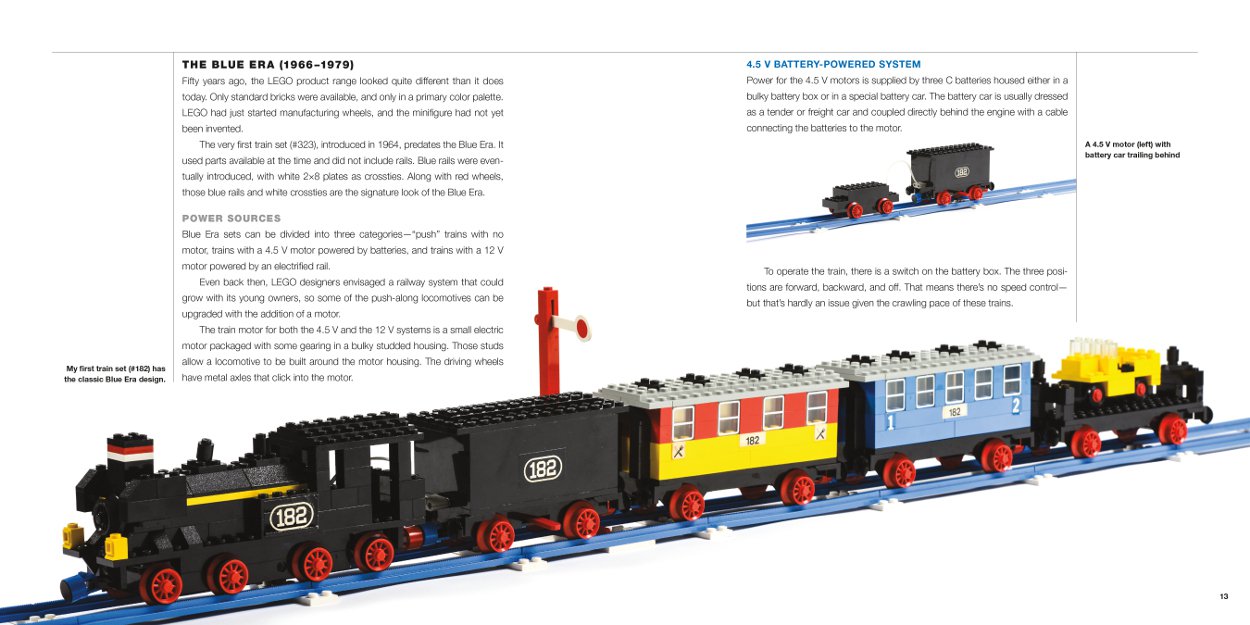 THE BLUE ERA (1966–1979)
Fifty years ago, the LEGO product range looked quite different than it does
today. Only standard bricks were available, and only in a primary color palette.
LEGO had just started manufacturing wheels, and the minifigure had not yet
been invented.
The very first train set (#323), introduced in 1964, predates the Blue Era. It
used parts available at the time and did not include rails. Blue rails were even-
tually introduced, with white 2×8 plates as crossties. Along with red wheels,
those blue rails and white crossties are the signature look of the Blue Era.
POWER SOURCES
Blue Era sets can be divided into three categories—“push” trains with no
motor, trains with a 4.5 V motor powered by batteries, and trains with a 12 V
motor powered by an electrified rail.
Even back then, LEGO designers envisaged a railway system that could
grow with its young owners, so some of the push-along locomotives can be
upgraded with the addition of a motor.
The train motor for both the 4.5 V and the 12 V systems is a small electric
motor packaged with some gearing in a bulky studded housing. Those studs
allow a locomotive to be built around the motor housing. The driving wheels
have metal axles that click into the motor.
My first train set (#182) has
the classic Blue Era design.
4.5 V BATTERY-POWERED SYSTEM
Power for the 4.5 V motors is supplied by three C batteries housed either in a
bulky battery box or in a special battery car. The battery car is usually dressed
as a tender or freight car and coupled directly behind the engine with a cable
connecting the batteries to the motor.
A 4.5 V motor (left) with
battery car trailing behind
182
To operate the train, there is a switch on the battery box. The three posi-
tions are forward, backward, and off. That means there’s no speed control—
but that’s hardly an issue given the crawling pace of these trains.
182
182
182
1
182
2
13